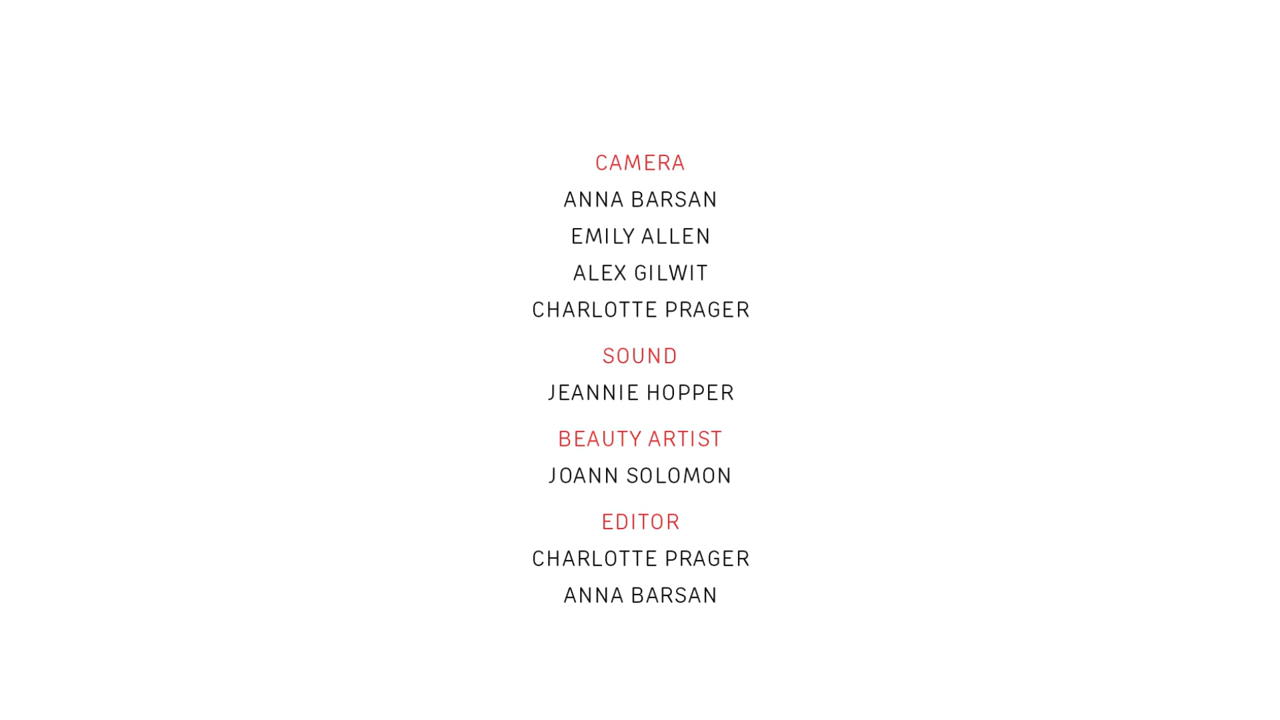 CAMERA
ANNA BARSAN
EMILY ALLEN
ALEX GILWIT
CHARLOTTE PRAGER
SOUND
JEANNIE HOPPER
BEAUTY ARTIST
JOANN SOLOMON
EDITOR
CHARLOTTE PRAGER
ANNA BARSAN